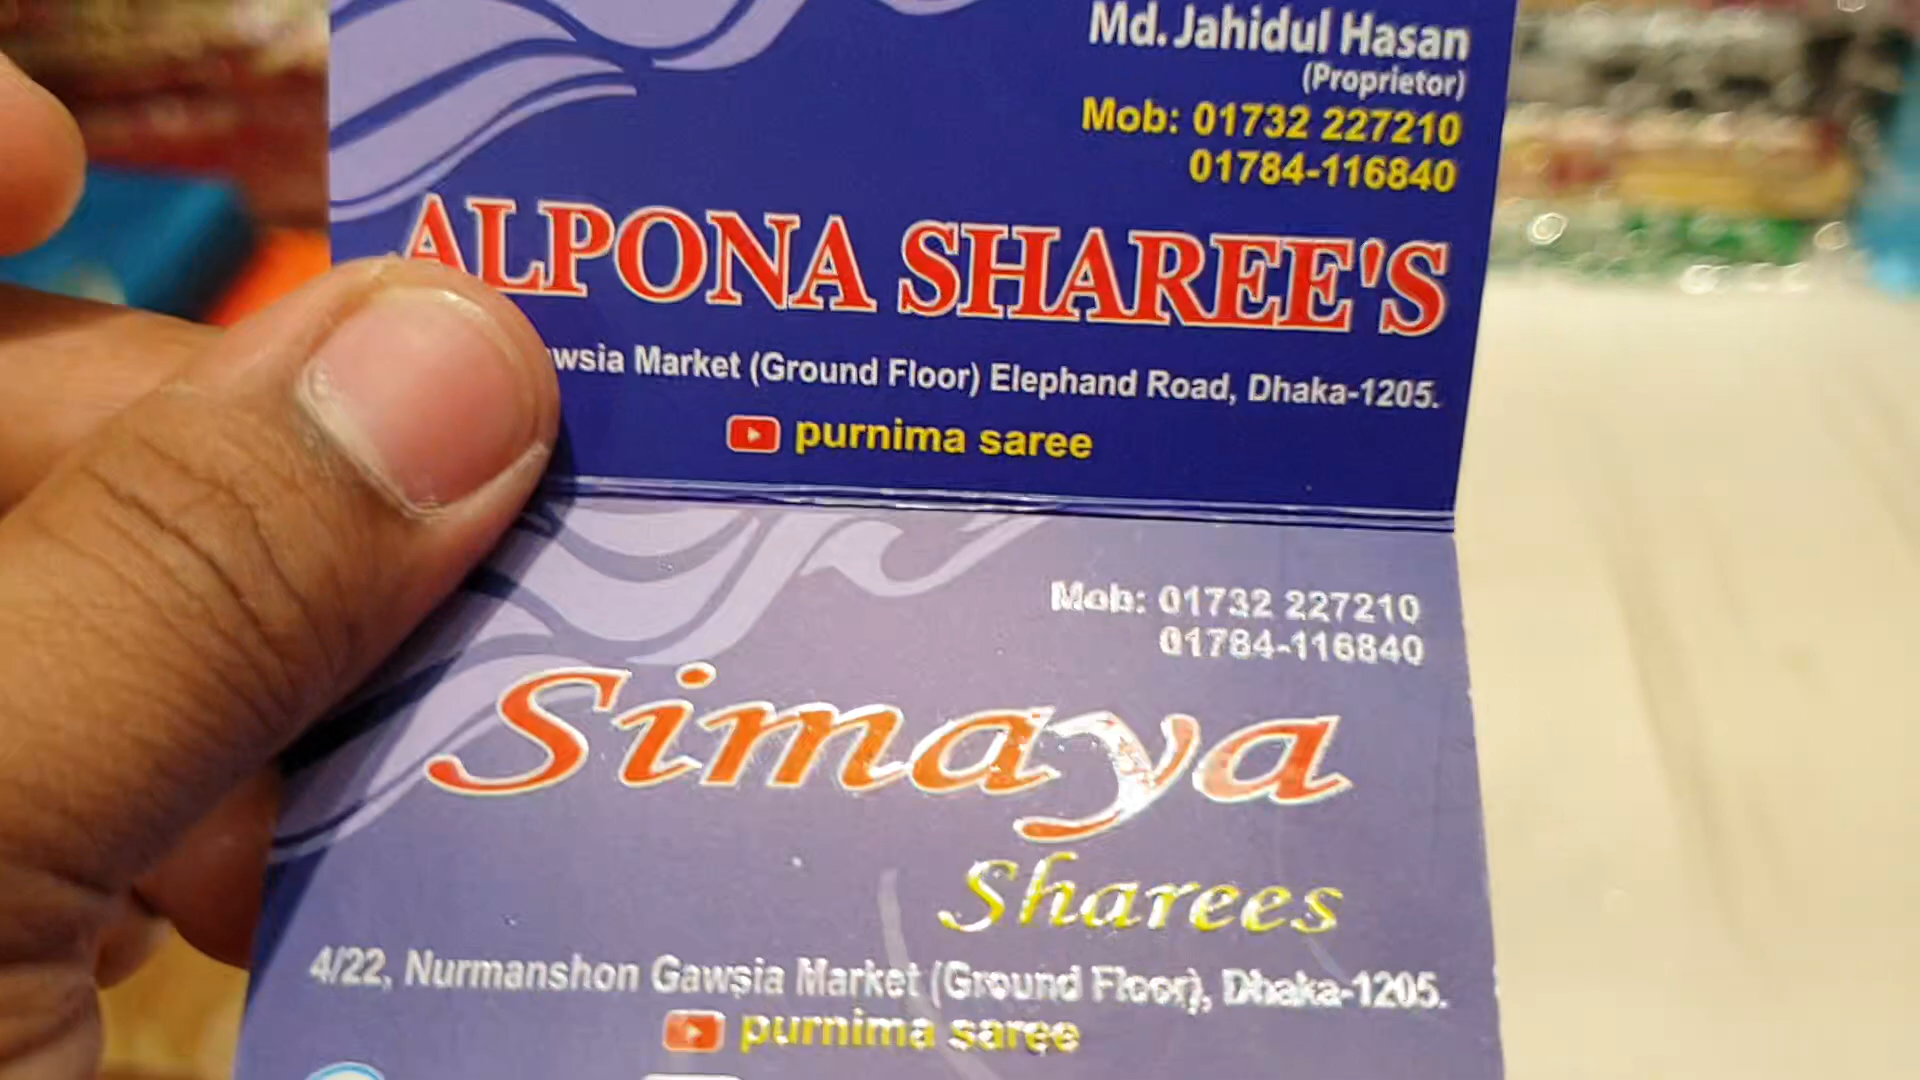 Md. Jahidul Hasan
(Proprietor)
Mob: 01732 227210
01784-116840
ALPONA SHAREE'S
Market (Ground Floor) Elephand Road, Dhaka-1205.
purnima saree
Mob: 01732 227210
01784-116840
Simaya
Sharees
4/22, Nurmanshon Gawsia Market (Ground Floor), Dhaka-1205.
purnima saree